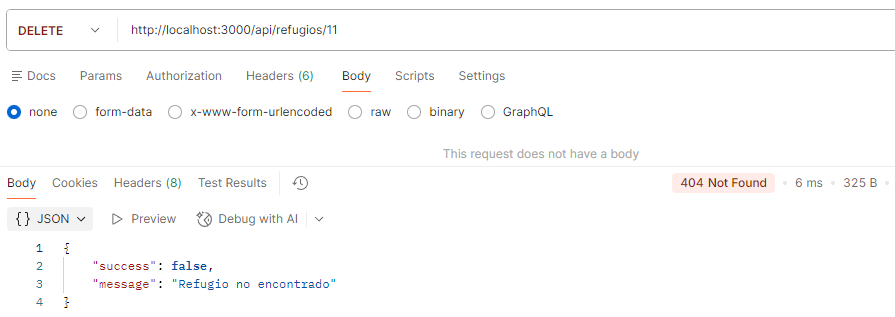 DELETE http://localhost:3000/api/refugios/11
Docs Params Authorization Headers (6) Body Scripts Settings
none form-data x-www-form-urlencoded raw binary GraphQL
This request does not have a body
Body Cookies Headers (8) Test Results 404 Not Found • 6 ms • 325 B •
{} JSON Preview Debug with AI
1 {
2 "success": false,
3 "message": "Refugio no encontrado"
4 }